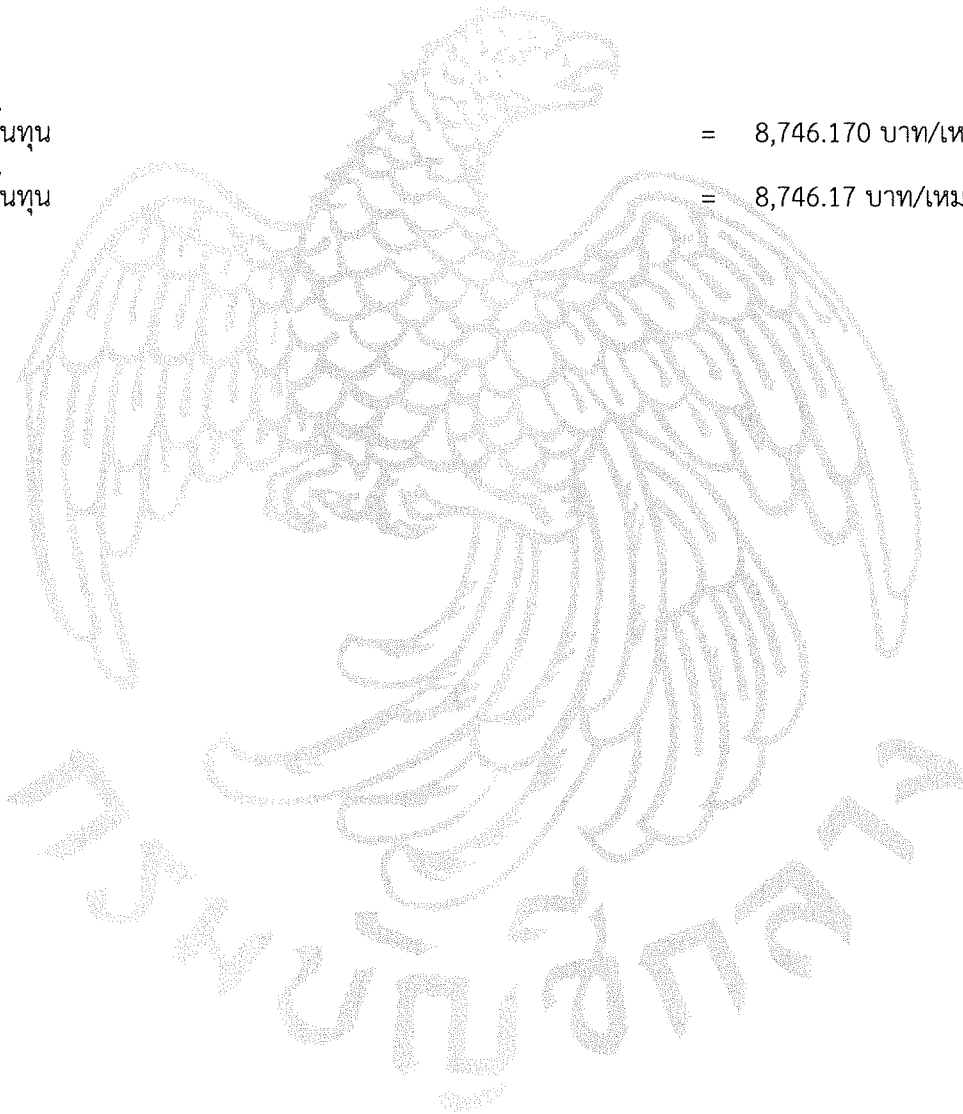 ้นทุน = 8,746.170 บาท/เห
้นทุน = 8,746.17 บาท/เหม
กรมบัญชีกลาง